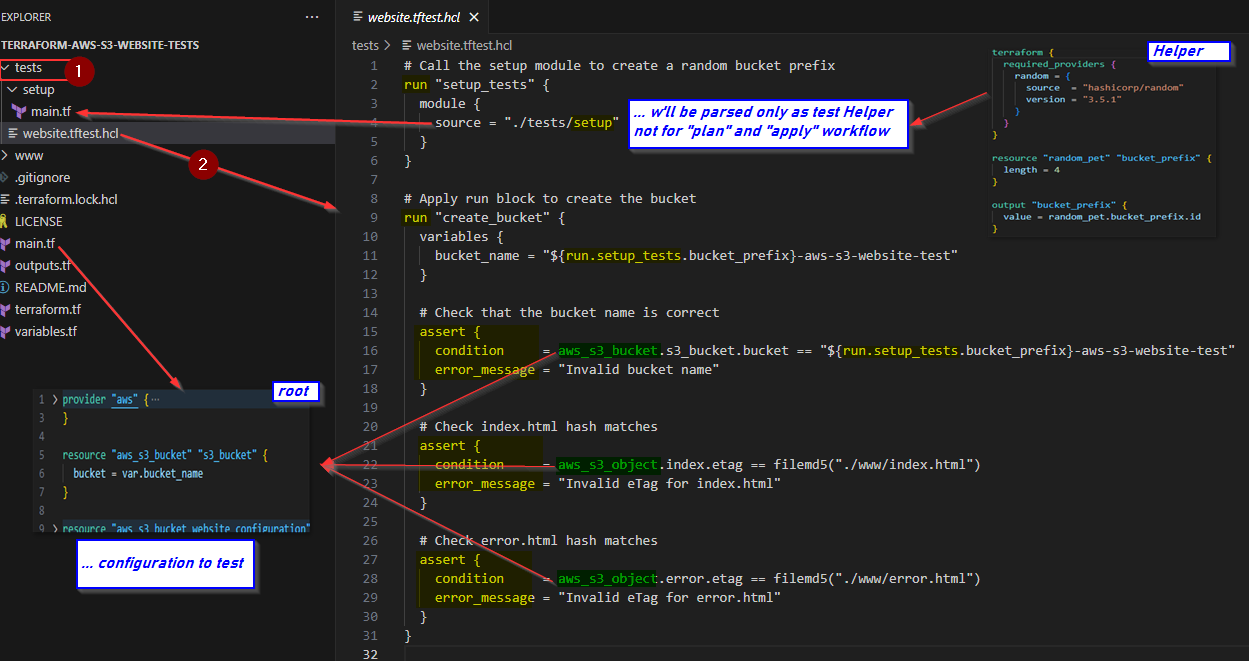 EXPLORER
···
TERRAFORM-AWS-S3-WEBSITE-TESTS
tests
1
setup
main.tf
website.tftest.hcl
2
www
.gitignore
.terraform.lock.hcl
LICENSE
main.tf
outputs.tf
README.md
terraform.tf
variables.tf
root
1 provider "aws" {···
3 }
4
5 resource "aws_s3_bucket" "s3_bucket" {
6 bucket = var.bucket_name
7 }
8
9 resource "aws_s3_bucket_website_configuration"
... configuration to test
website.tftest.hcl
tests > website.tftest.hcl
1 # Call the setup module to create a random bucket prefix
2 run "setup_tests" {
3 module {
4 source = "./tests/setup"
5 }
6 }
7
8 # Apply run block to create the bucket
9 run "create_bucket" {
10 variables {
11 bucket_name = "${run.setup_tests.bucket_prefix}-aws-s3-website-test"
12 }
13
14 # Check that the bucket name is correct
15 assert {
16 condition = aws_s3_bucket.s3_bucket.bucket == "${run.setup_tests.bucket_prefix}-aws-s3-website-test"
17 error_message = "Invalid bucket name"
18 }
19
20 # Check index.html hash matches
21 assert {
22 condition = aws_s3_object.index.etag == filemd5("./www/index.html")
23 error_message = "Invalid eTag for index.html"
24 }
25
26 # Check error.html hash matches
27 assert {
28 condition = aws_s3_object.error.etag == filemd5("./www/error.html")
29 error_message = "Invalid eTag for error.html"
30 }
31 }
32
... w'll be parsed only as test Helper
not for "plan" and "apply" workflow
Helper
terraform {
required_providers {
random = {
source = "hashicorp/random"
version = "3.5.1"
}
}
}
resource "random_pet" "bucket_prefix" {
length = 4
}
output "bucket_prefix" {
value = random_pet.bucket_prefix.id
}